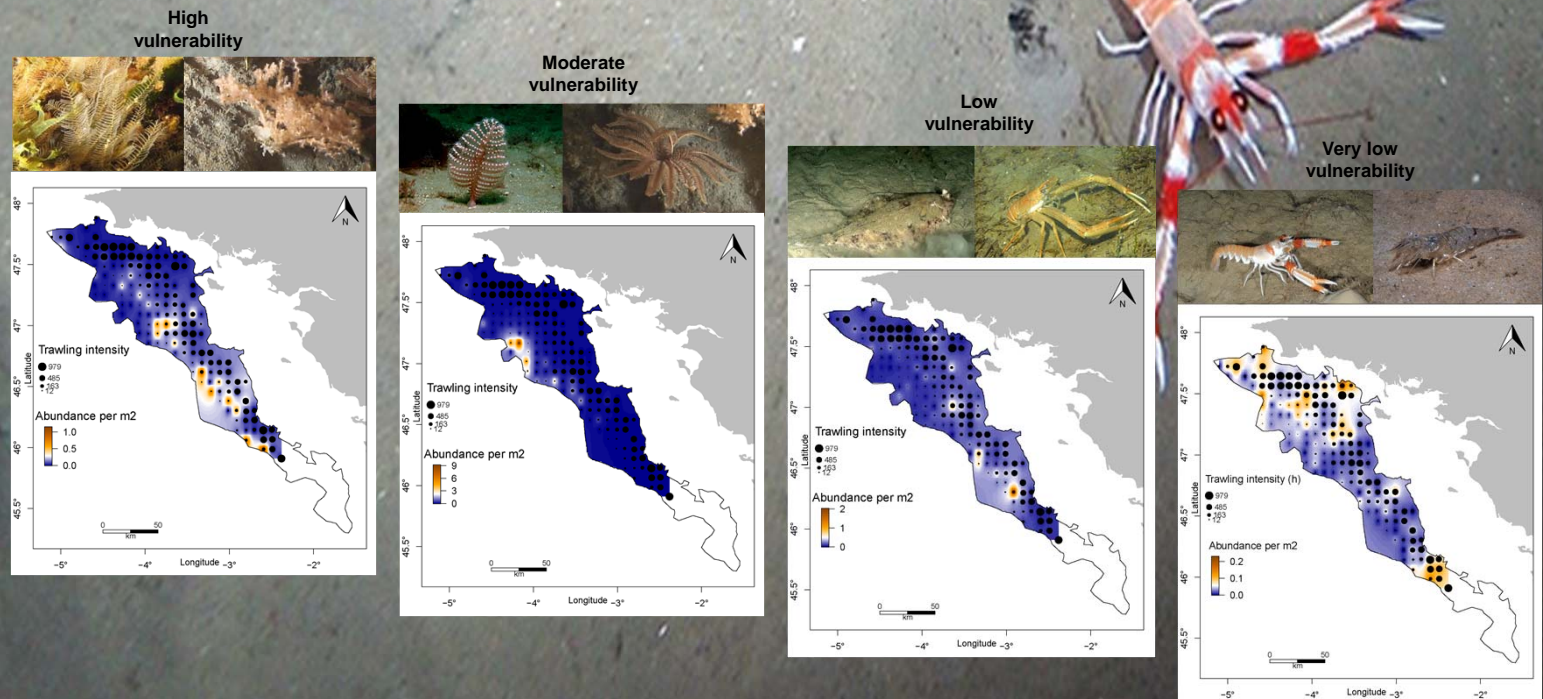 High
vulnerability
N
48°
47.5°
47°
46.5°
46°
45.5°
Latitude
Trawling intensity
979
485
163
12
Abundance per m2
1.0
0.5
0.0
0 50
km
−5° −4° Longitude −3° −2°
Moderate
vulnerability
N
48°
47.5°
47°
46.5°
46°
45.5°
Latitude
Trawling intensity
979
485
163
12
Abundance per m2
9
6
3
0
0 50
km
−5° −4° Longitude −3° −2°
Low
vulnerability
N
48°
47.5°
47°
46.5°
46°
45.5°
Latitude
Trawling intensity
979
485
163
12
Abundance per m2
2
1
0
0 50
km
−5° −4° Longitude −3° −2°
Very low
vulnerability
N
48°
47.5°
47°
46.5°
46°
45.5°
Latitude
Trawling intensity (h)
979
485
163
12
Abundance per m2
0.2
0.1
0.0
0 50
km
−5° −4° Longitude −3° −2°